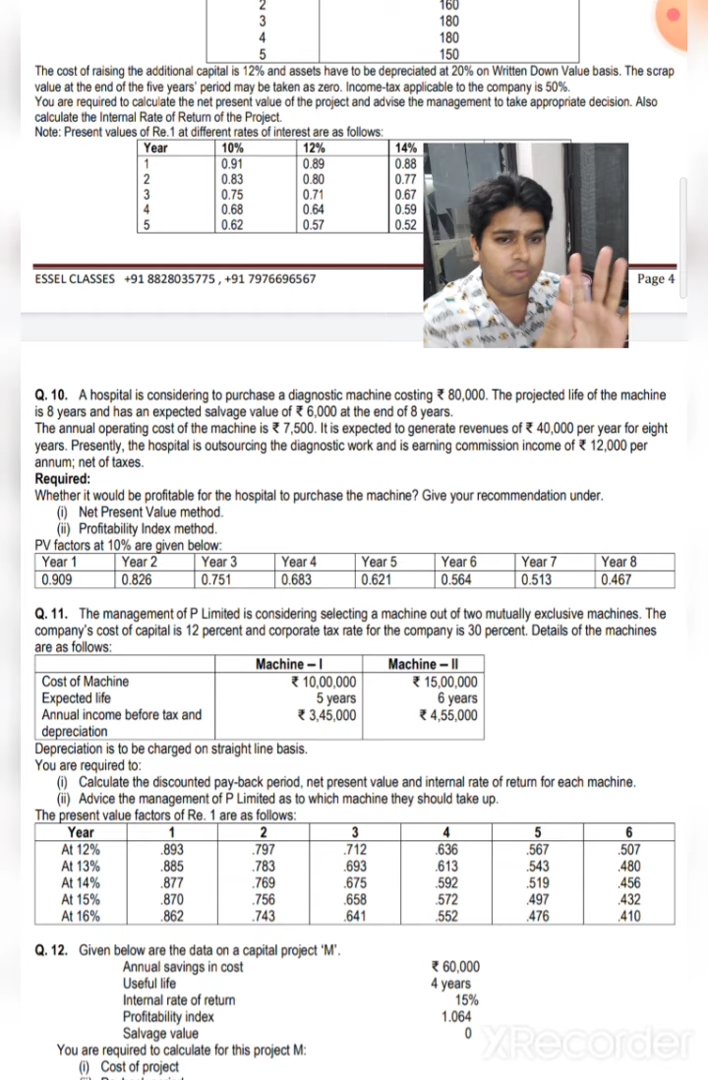 2 160
3 180
4 180
5 150
The cost of raising the additional capital is 12% and assets have to be depreciated at 20% on Written Down Value basis. The scrap
value at the end of the five years' period may be taken as zero. Income-tax applicable to the company is 50%.
You are required to calculate the net present value of the project and advise the management to take appropriate decision. Also
calculate the Internal Rate of Return of the Project.
Note: Present values of Re.1 at different rates of interest are as follows:
Year 10% 12% 14%
1 0.91 0.89 0.88
2 0.83 0.80 0.77
3 0.75 0.71 0.67
4 0.68 0.64 0.59
5 0.62 0.57 0.52
ESSEL CLASSES +91 8828035775 , +91 7976696567 Page 4
Q. 10. A hospital is considering to purchase a diagnostic machine costing ₹ 80,000. The projected life of the machine
is 8 years and has an expected salvage value of ₹ 6,000 at the end of 8 years.
The annual operating cost of the machine is ₹ 7,500. It is expected to generate revenues of ₹ 40,000 per year for eight
years. Presently, the hospital is outsourcing the diagnostic work and is earning commission income of ₹ 12,000 per
annum; net of taxes.
Required:
Whether it would be profitable for the hospital to purchase the machine? Give your recommendation under.
(i) Net Present Value method.
(ii) Profitability Index method.
PV factors at 10% are given below:
Year 1 Year 2 Year 3 Year 4 Year 5 Year 6 Year 7 Year 8
0.909 0.826 0.751 0.683 0.621 0.564 0.513 0.467
Q. 11. The management of P Limited is considering selecting a machine out of two mutually exclusive machines. The
company's cost of capital is 12 percent and corporate tax rate for the company is 30 percent. Details of the machines
are as follows:
Machine – I Machine – II
Cost of Machine ₹ 10,00,000 ₹ 15,00,000
Expected life 5 years 6 years
Annual income before tax and ₹ 3,45,000 ₹ 4,55,000
depreciation
Depreciation is to be charged on straight line basis.
You are required to:
(i) Calculate the discounted pay-back period, net present value and internal rate of return for each machine.
(ii) Advice the management of P Limited as to which machine they should take up.
The present value factors of Re. 1 are as follows:
Year 1 2 3 4 5 6
At 12% .893 .797 .712 .636 .567 .507
At 13% .885 .783 .693 .613 .543 .480
At 14% .877 .769 .675 .592 .519 .456
At 15% .870 .756 .658 .572 .497 .432
At 16% .862 .743 .641 .552 .476 .410
Q. 12. Given below are the data on a capital project 'M'.
Annual savings in cost ₹ 60,000
Useful life 4 years
Internal rate of return 15%
Profitability index 1.064
Salvage value 0
You are required to calculate for this project M:
(i) Cost of project
XRecorder